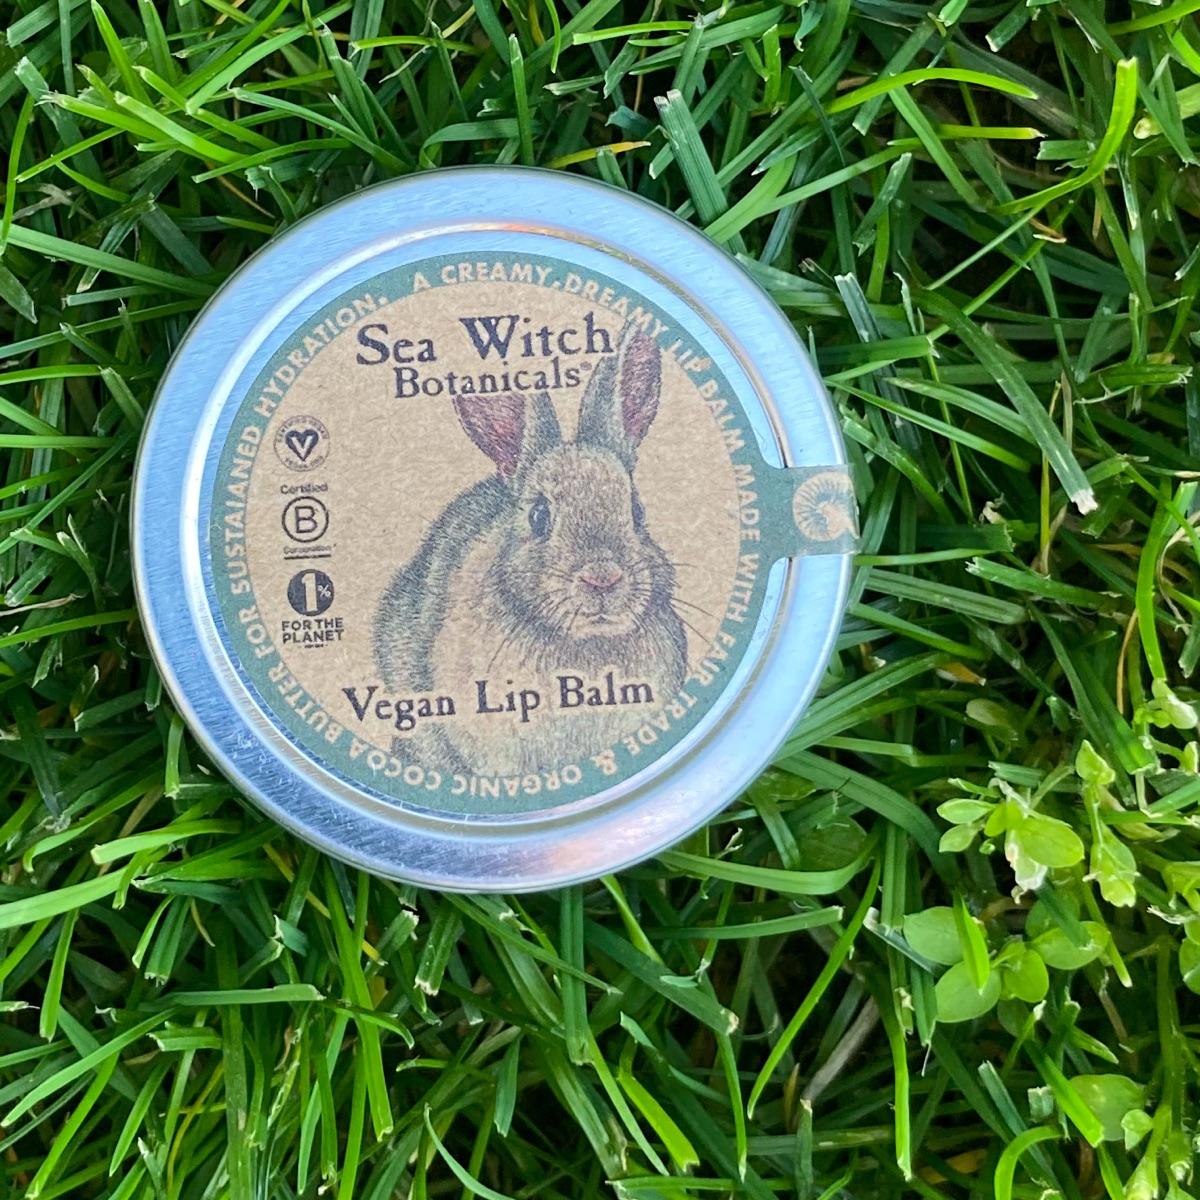 A CREAMY, DREAMY LIP BALM MADE WITH FAIR TRADE & ORGANIC COCOA BUTTER FOR SUSTAIANED HYDRATION.
Sea Witch
Botanicals®
Certified
B
Corporation
1%
FOR THE
PLANET
Vegan Lip Balm